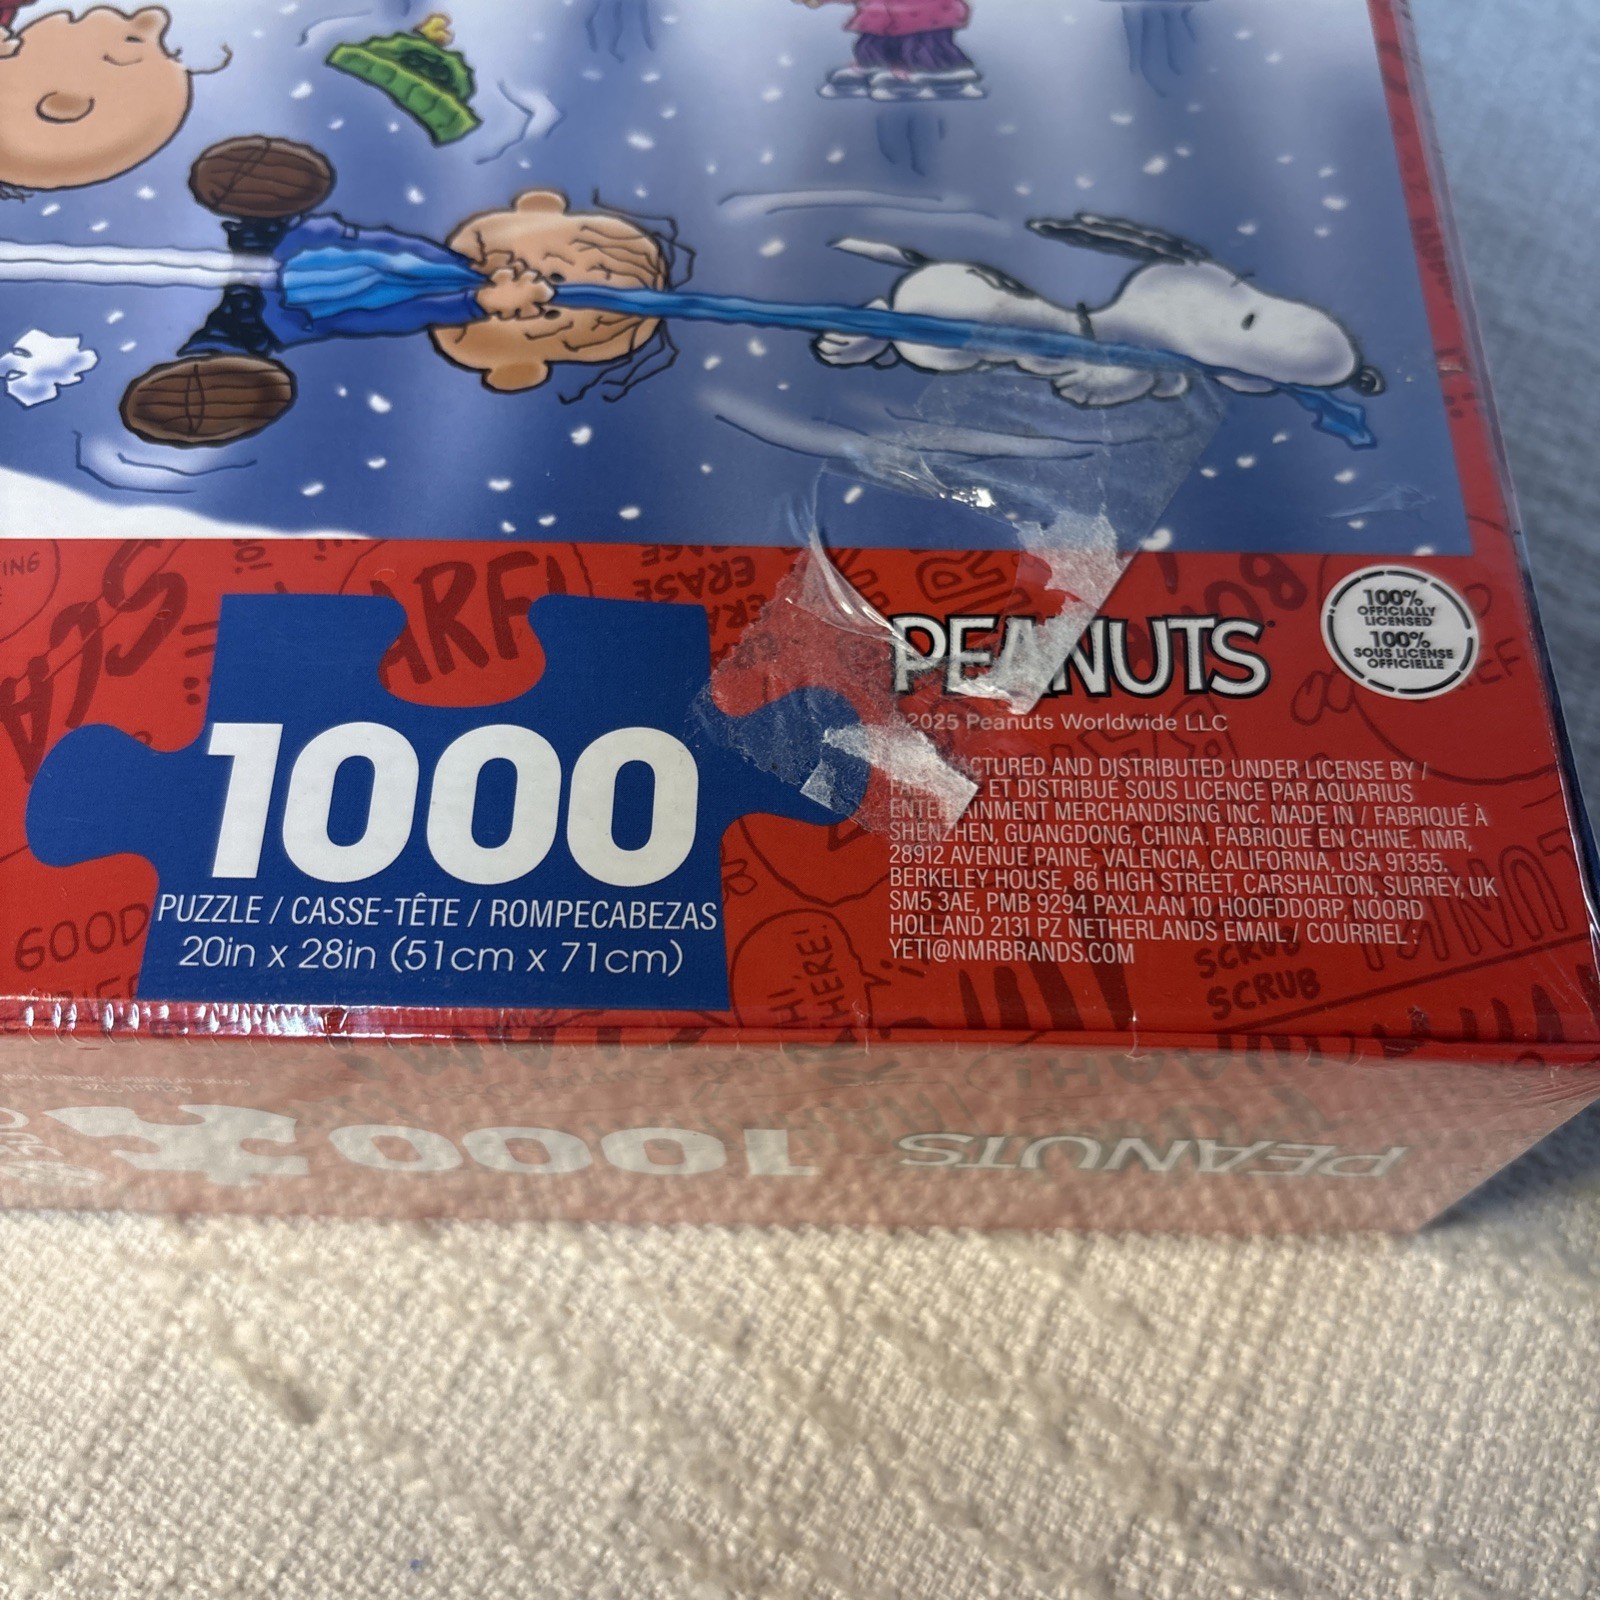 ARF!
ERASE
1000
PUZZLE / CASSE-TÊTE / ROMPECABEZAS
20in x 28in (51cm x 71cm)
PEANUTS
©2025 Peanuts Worldwide LLC
100%
OFFICIALLY
LICENSED
100%
SOUS LICENSE
OFFICIELLE
ACTURED AND DISTRIBUTED UNDER LICENSE BY /
ET DISTRIBUÉ SOUS LICENCE PAR AQUARIUS
ENTERTAINMENT MERCHANDISING INC. MADE IN / FABRIQUÉ À
SHENZHEN, GUANGDONG, CHINA. FABRIQUE EN CHINE. NMR,
28912 AVENUE PAINE, VALENCIA, CALIFORNIA, USA 91355.
BERKELEY HOUSE, 86 HIGH STREET, CARSHALTON, SURREY, UK
SM5 3AE, PMB 9294 PAXLAAN 10 HOOFDDORP, NOORD
HOLLAND 2131 PZ NETHERLANDS EMAIL / COURRIEL :
YETI@NMRBRANDS.COM
GOOD
HI
THERE!
SCRUB
SCRUB
1000
PEANUTS